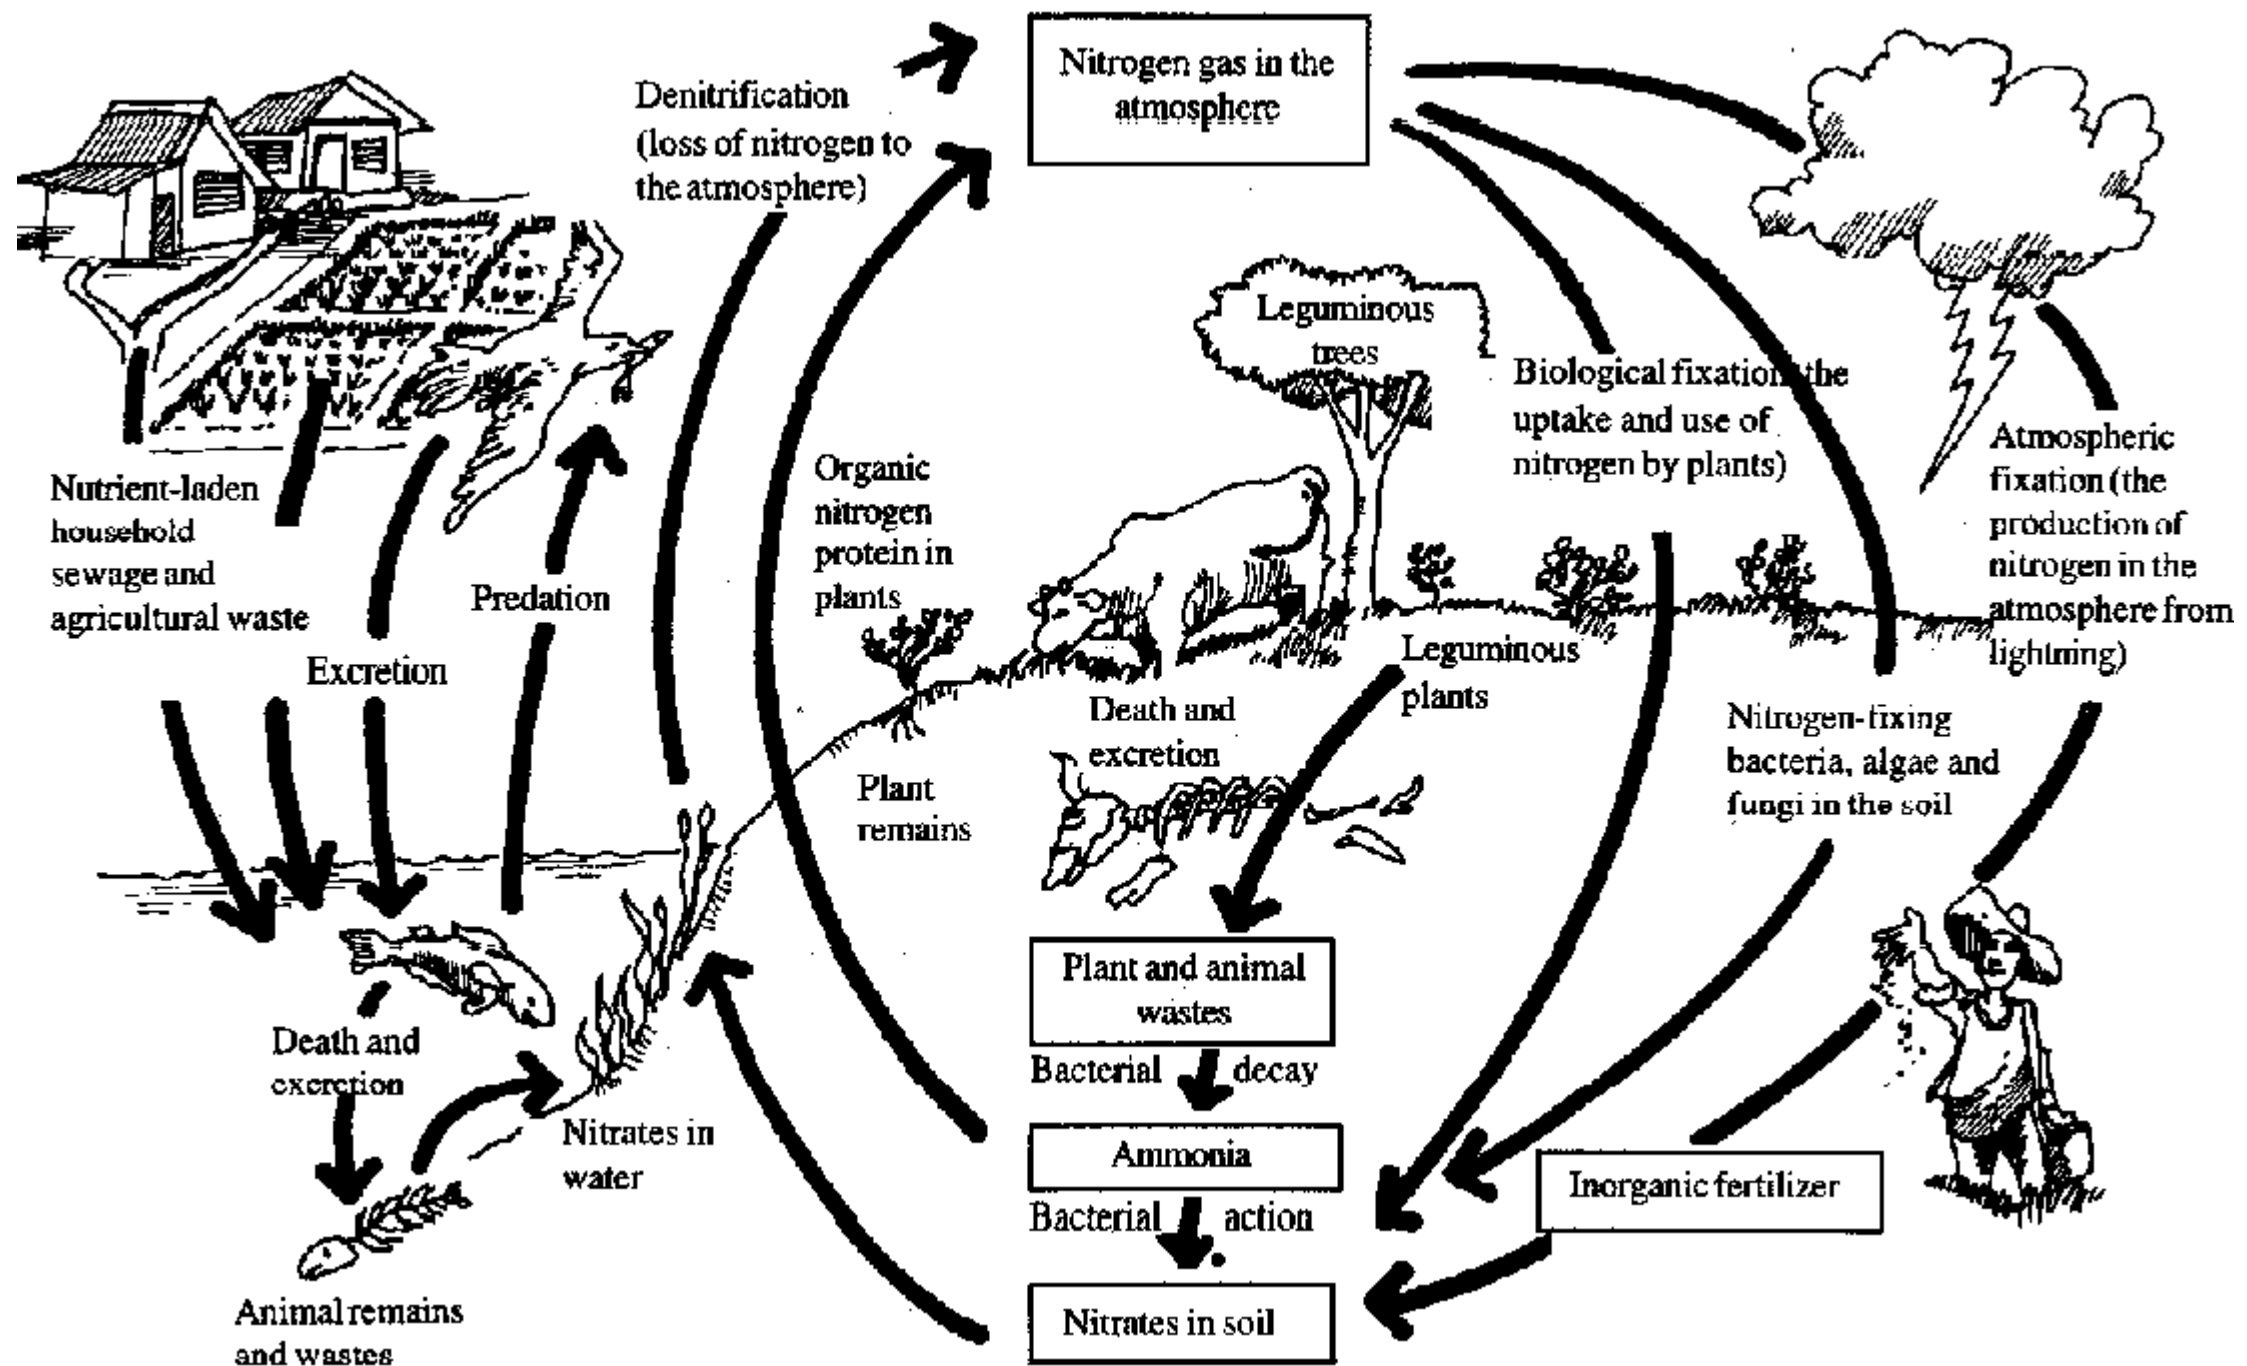 Nitrogen gas in the
atmosphere
Denitrification
(loss of nitrogen to
the atmosphere)
Leguminous
trees
Biological fixation, the
uptake and use of
nitrogen by plants)
Atmospheric
fixation (the
production of
nitrogen in the
atmosphere from
lightning)
Organic
nitrogen
protein in
plants
Nutrient-laden
household
sewage and
agricultural waste
Predation
Excretion
Leguminous
plants
Death and
excretion
Nitrogen-fixing
bacteria, algae and
fungi in the soil
Plant
remains
Plant and animal
wastes
Death and
excretion
Bacterial decay
Nitrates in
water
Ammonia
Inorganic fertilizer
Bacterial action
Animal remains
and wastes
Nitrates in soil